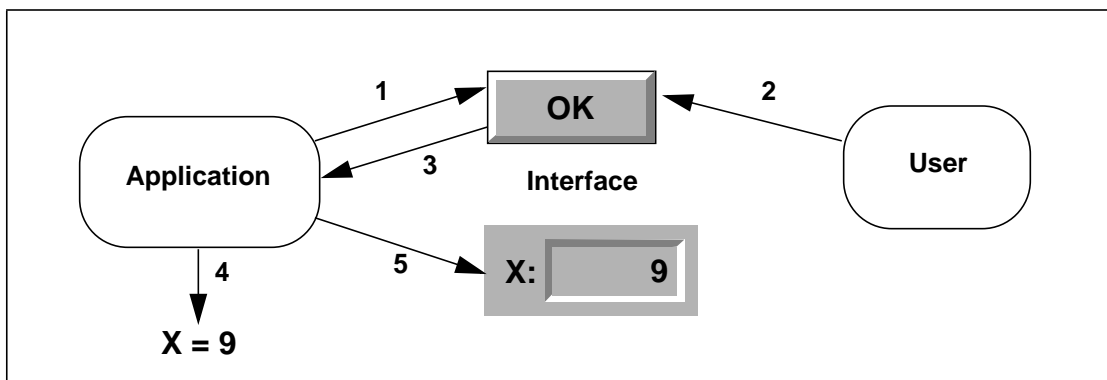 1
OK
2
Application
3
Interface
User
4
5
X: 9
X = 9